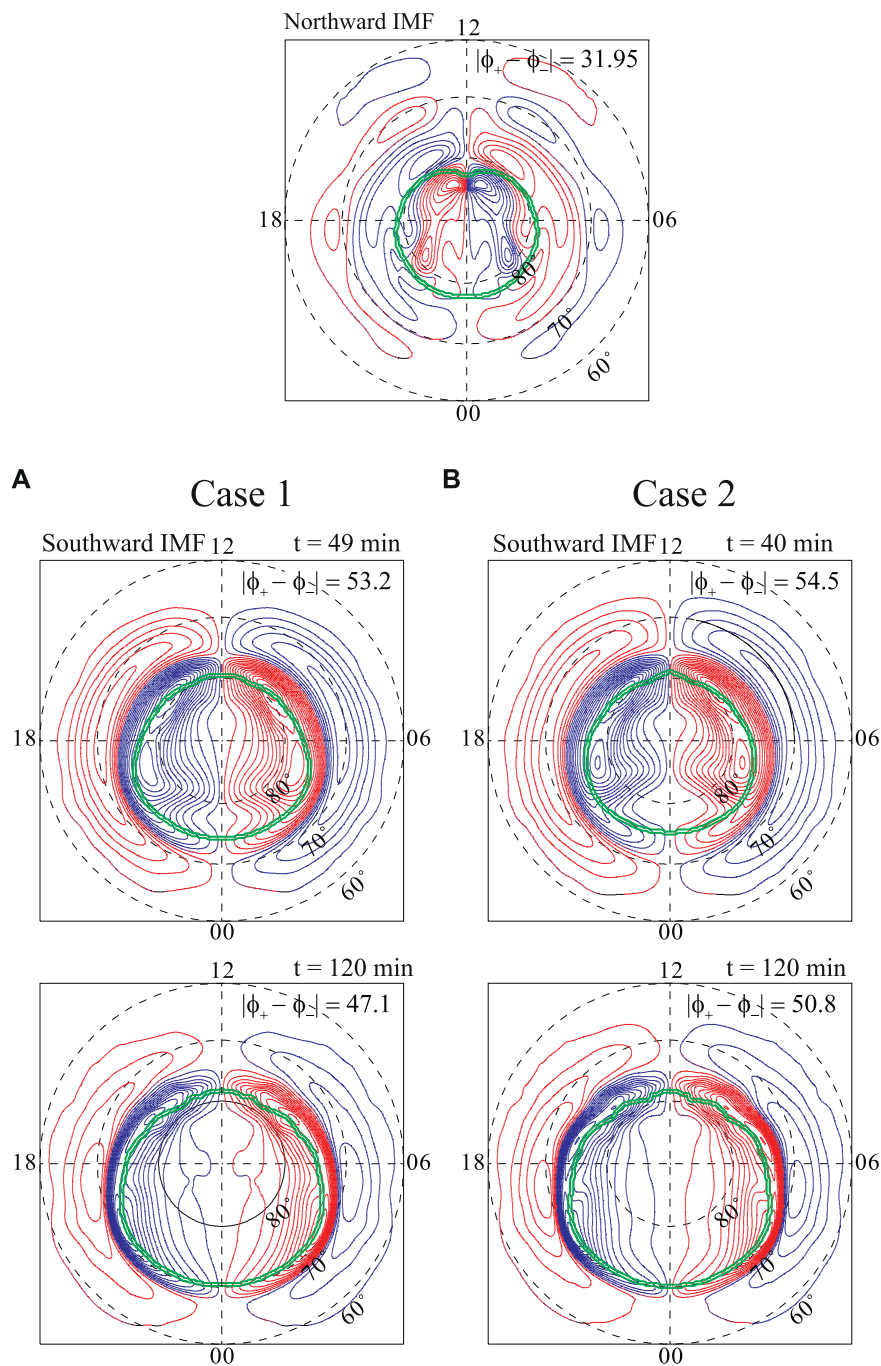 Northward IMF
12
|ϕ₊ − ϕ₋| = 31.95
18
06
80°
70°
60°
00
A
B
Case 1
Case 2
Southward IMF 12 t = 49 min
|ϕ₊ − ϕ₋| = 53.2
18
06
80°
70°
60°
00
Southward IMF 12 t = 40 min
|ϕ₊ − ϕ₋| = 54.5
18
06
80°
70°
60°
00
12 t = 120 min
|ϕ₊ − ϕ₋| = 47.1
18
06
80°
70°
60°
00
12 t = 120 min
|ϕ₊ − ϕ₋| = 50.8
18
06
80°
70°
60°
00